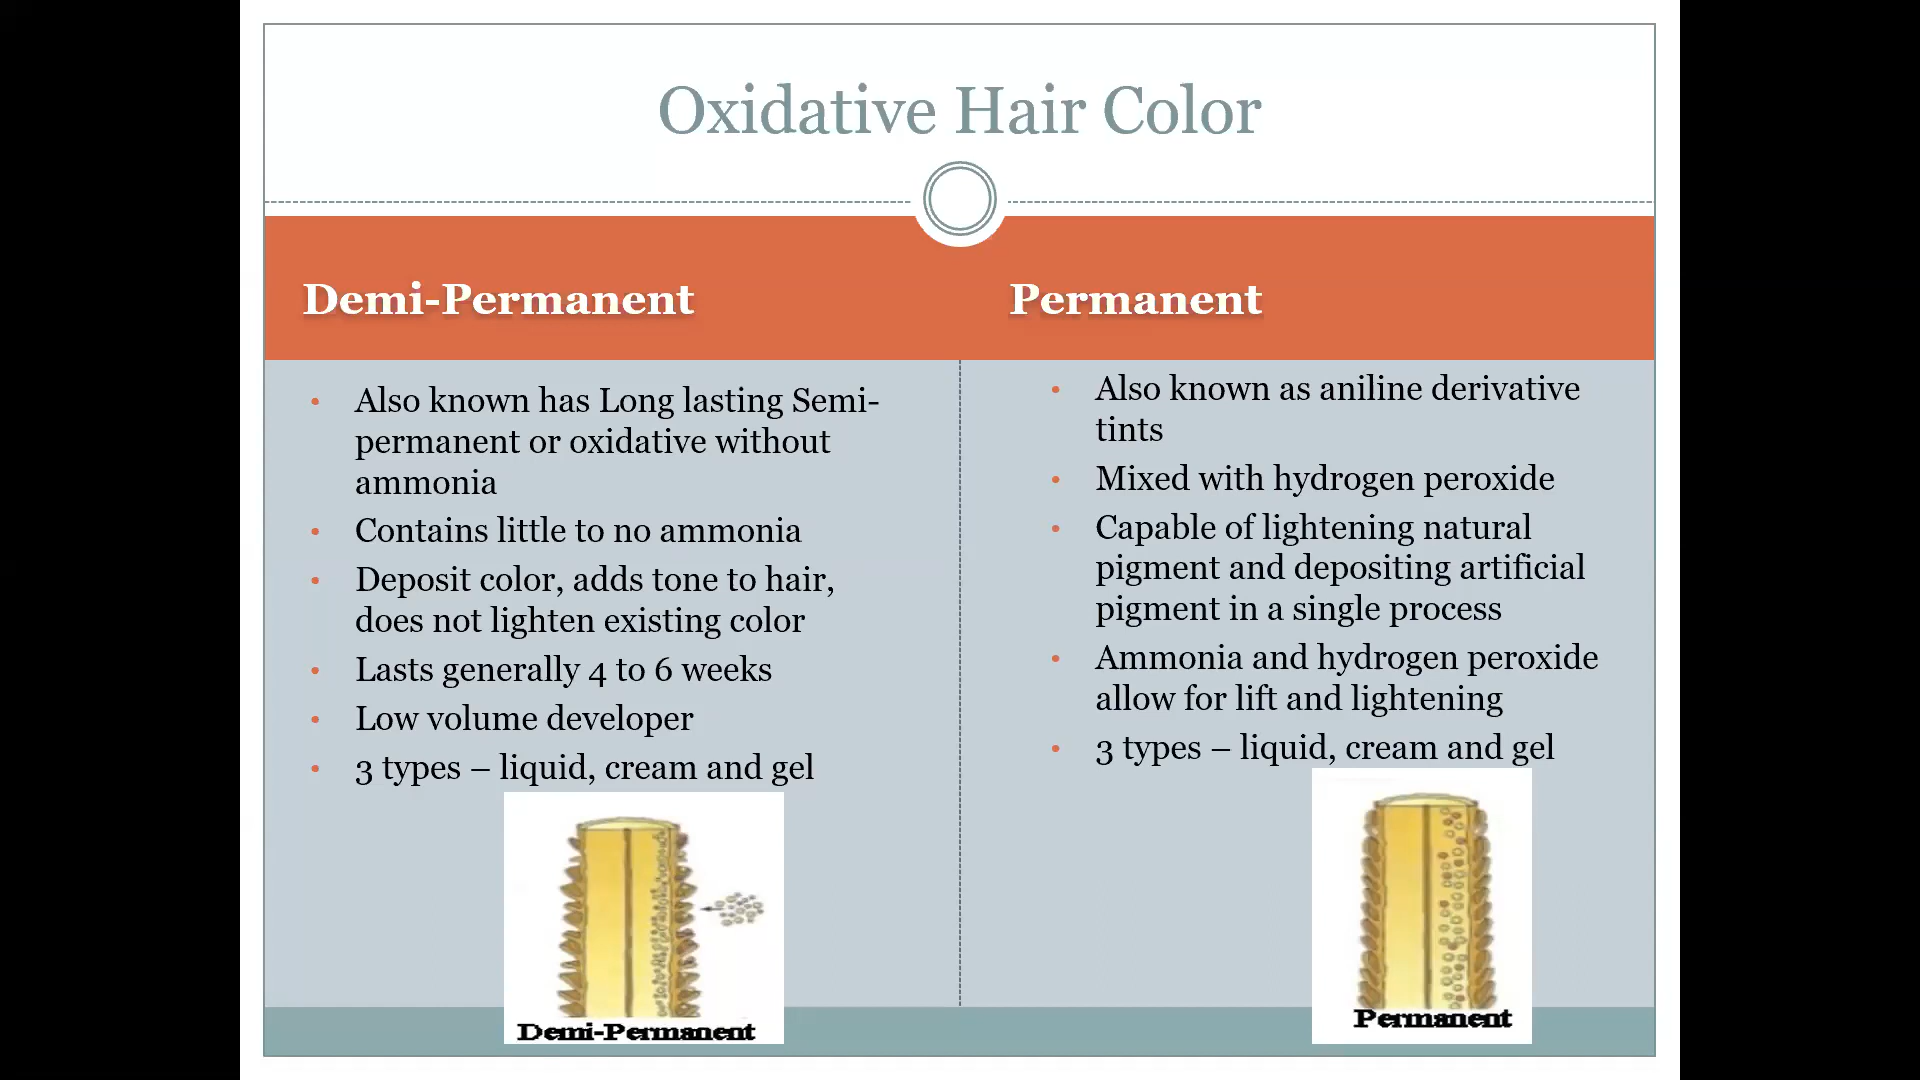 Oxidative Hair Color
Demi-Permanent
• Also known has Long lasting Semi-
permanent or oxidative without
ammonia
• Contains little to no ammonia
• Deposit color, adds tone to hair,
does not lighten existing color
• Lasts generally 4 to 6 weeks
• Low volume developer
• 3 types – liquid, cream and gel
Demi-Permanent
Permanent
• Also known as aniline derivative
tints
• Mixed with hydrogen peroxide
• Capable of lightening natural
pigment and depositing artificial
pigment in a single process
• Ammonia and hydrogen peroxide
allow for lift and lightening
• 3 types – liquid, cream and gel
Permanent